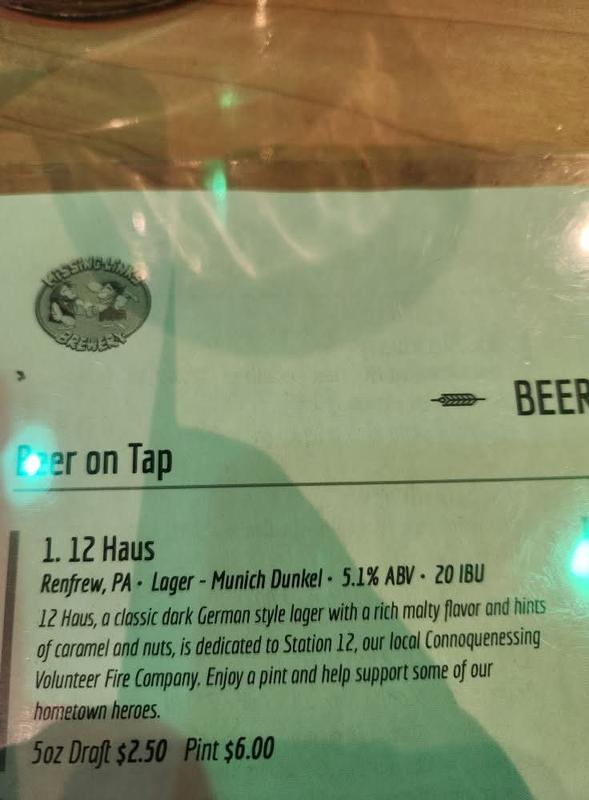 MISSING LINKS
BREWERY
BEER
Beer on Tap
1. 12 Haus
Renfrew, PA • Lager - Munich Dunkel • 5.1% ABV • 20 IBU
12 Haus, a classic dark German style lager with a rich malty flavor and hints
of caramel and nuts, is dedicated to Station 12, our local Connoquenessing
Volunteer Fire Company. Enjoy a pint and help support some of our
hometown heroes.
5oz Draft $2.50 Pint $6.00